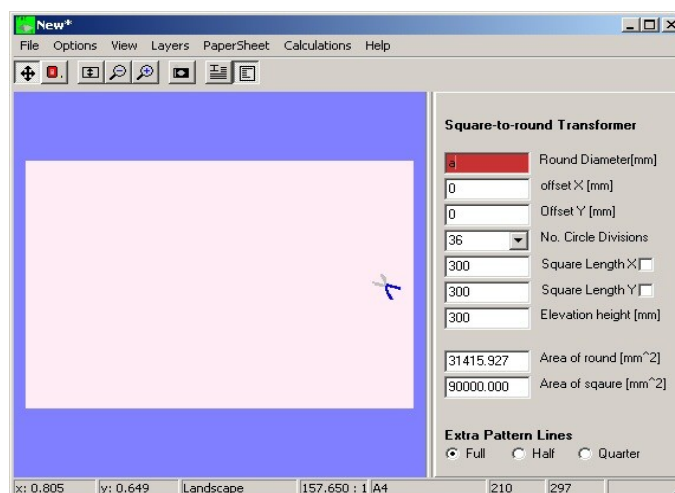 New*
File Options View Layers PaperSheet Calculations Help
Square-to-round Transformer
a Round Diameter[mm]
0 offset X [mm]
0 Offset Y [mm]
36 No. Circle Divisions
300 Square Length X
300 Square Length Y
300 Elevation height [mm]
31415.927 Area of round [mm^2]
90000.000 Area of sqaure [mm^2]
Extra Pattern Lines
Full Half Quarter
x: 0.805 y: 0.649 Landscape 157.650 : 1 A4 210 297